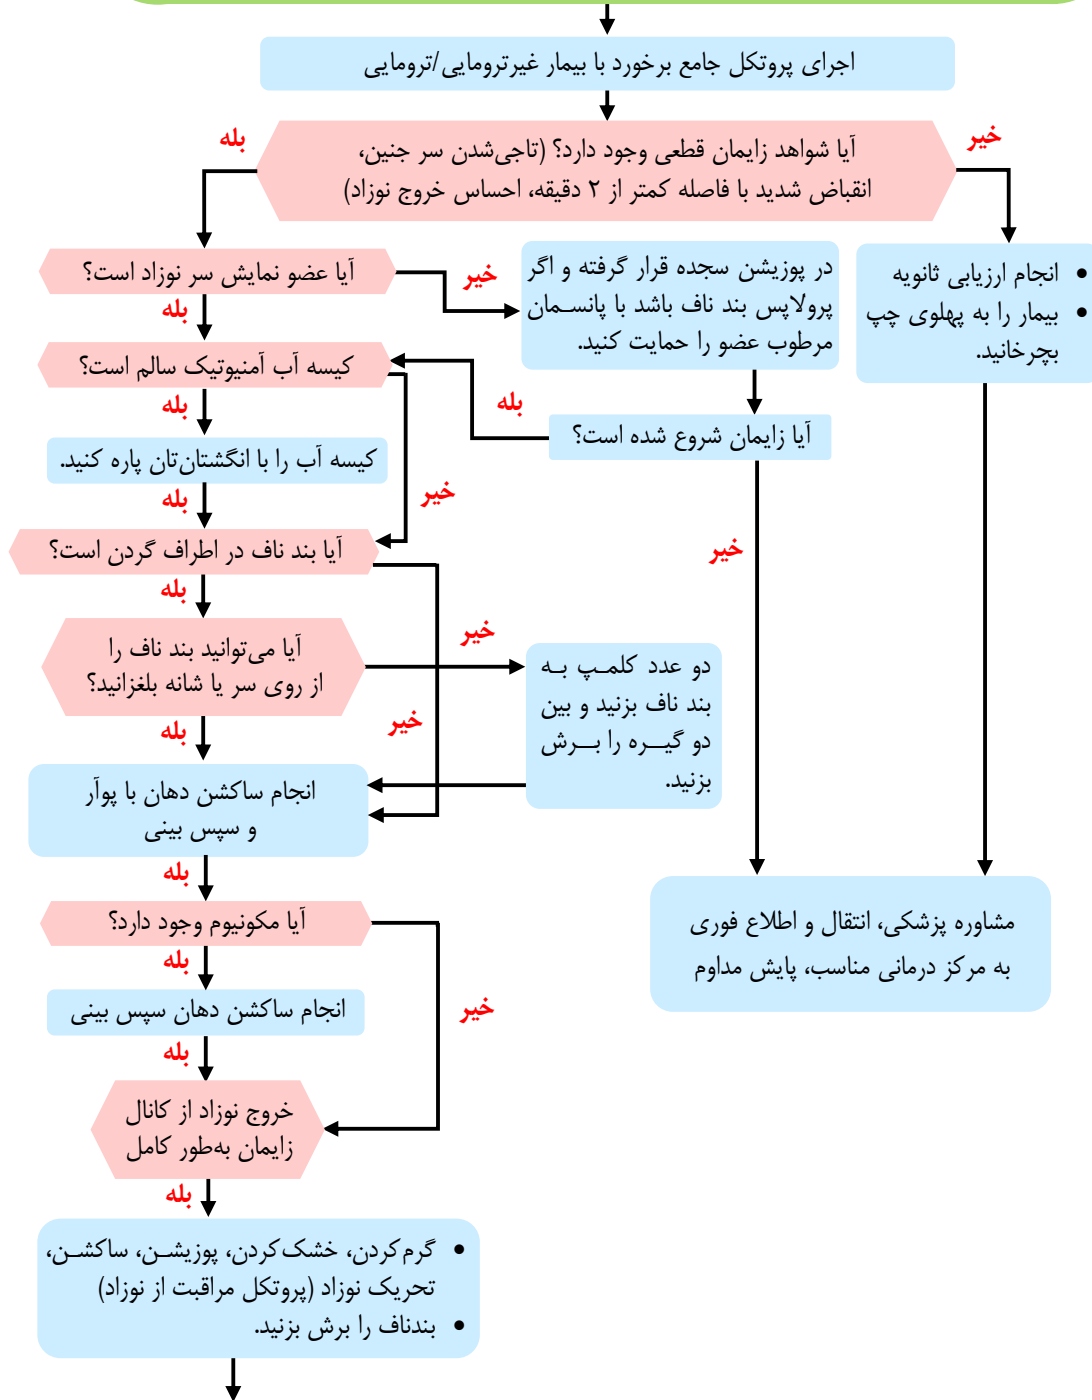 اجرای پروتکل جامع برخورد با بیمار غیرترومایی/ترومایی
خیر
آیا شواهد زایمان قطعی وجود دارد؟ (تاجی‌شدن سر جنین،
انقباض شدید با فاصله کمتر از ۲ دقیقه، احساس خروج نوزاد)
بله
• انجام ارزیابی ثانویه
• بیمار را به پهلوی چپ
بچرخانید.
در پوزیشن سجده قرار گرفته و اگر
پرولاپس بند ناف باشد با پانسـمان
مرطوب عضو را حمایت کنید.
خیر
آیا عضو نمایش سر نوزاد است؟
بله
کیسه آب آمنیوتیک سالم است؟
بله
بله
آیا زایمان شروع شده است؟
کیسه آب را با انگشتان‌تان پاره کنید.
خیر
بله
خیر
آیا بند ناف در اطراف گردن است؟
بله
خیر
آیا می‌توانید بند ناف را
از روی سر یا شانه بلغزانید؟
دو عدد کلمـپ بـه
بند ناف بزنید و بین
دو گیــره را بــرش
بزنید.
خیر
بله
انجام ساکشن دهان با پوآر
و سپس بینی
بله
آیا مکونیوم وجود دارد؟
بله
مشاوره پزشکی، انتقال و اطلاع فوری
به مرکز درمانی مناسب، پایش مداوم
انجام ساکشن دهان سپس بینی
خیر
بله
خروج نوزاد از کانال
زایمان به‌طور کامل
بله
• گرم‌کردن، خشک‌کردن، پوزیشـن، ساکشـن،
تحریک نوزاد (پروتکل مراقبت از نوزاد)
• بندناف را برش بزنید.